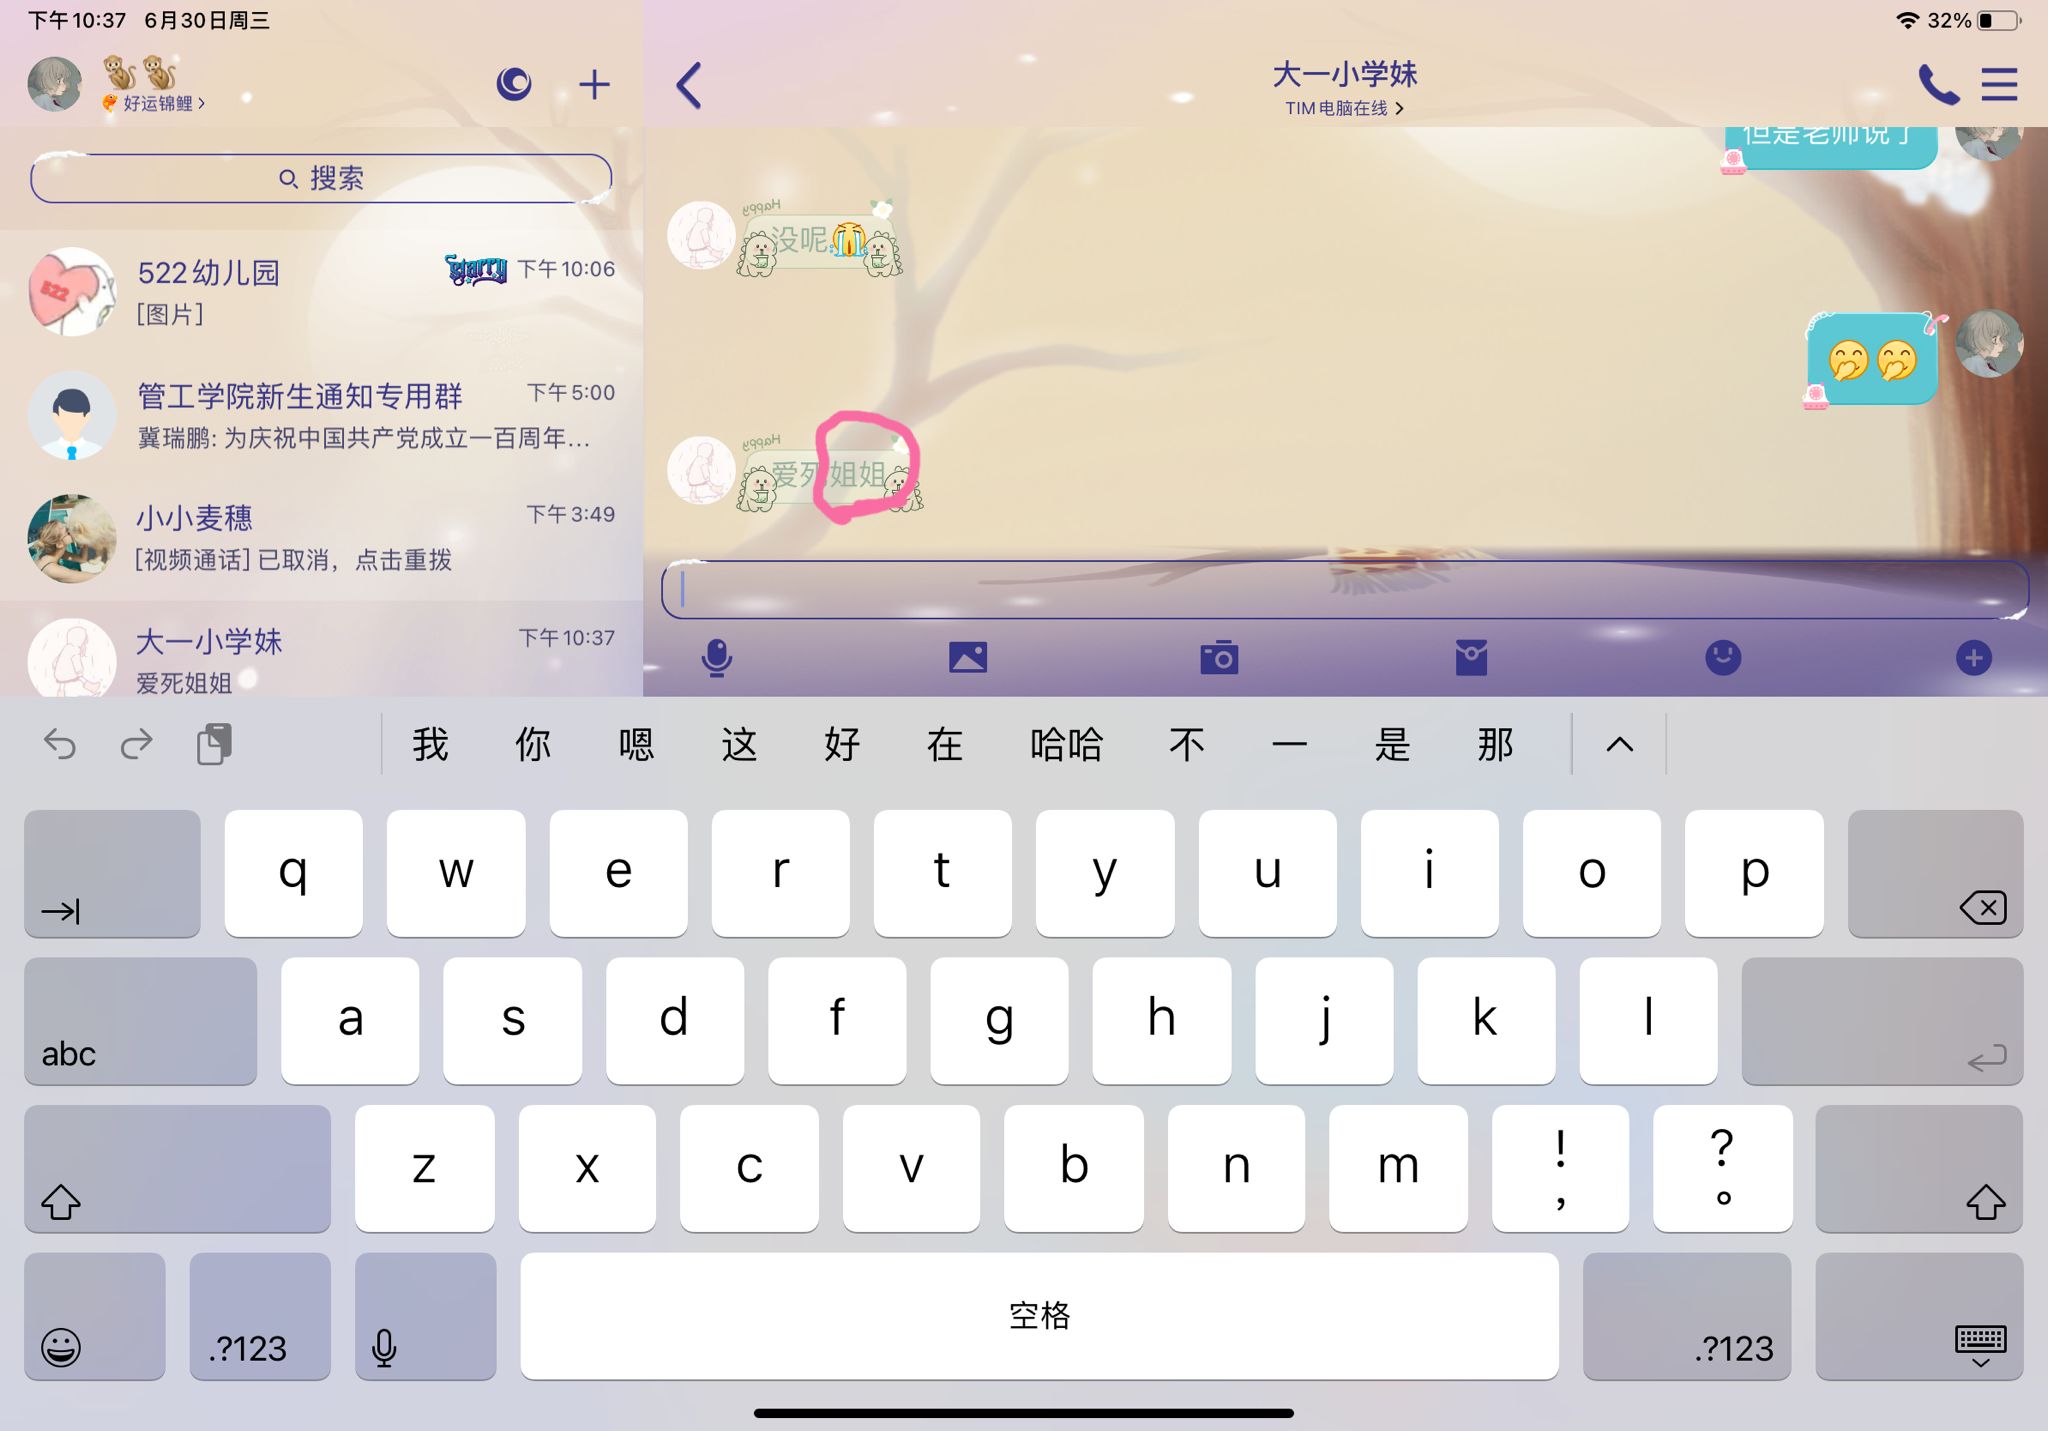 下午10:37 6月30日周三
32%
好运锦鲤
搜索
522幼儿园
Starry
下午10:06
[图片]
管工学院新生通知专用群
下午5:00
冀瑞鹏: 为庆祝中国共产党成立一百周年...
小小麦穗
下午3:49
[视频通话] 已取消，点击重拨
大一小学妹
下午10:37
爱死姐姐
大一小学妹
TIM电脑在线
但是老师说了
Happy
没呢
Happy
爱死姐姐
我 你 嗯 这 好 在 哈哈 不 一 是 那
q w e r t y u i o p
abc a s d f g h j k l
z x c v b n m ! , ? 。
.?123 空格 .?123